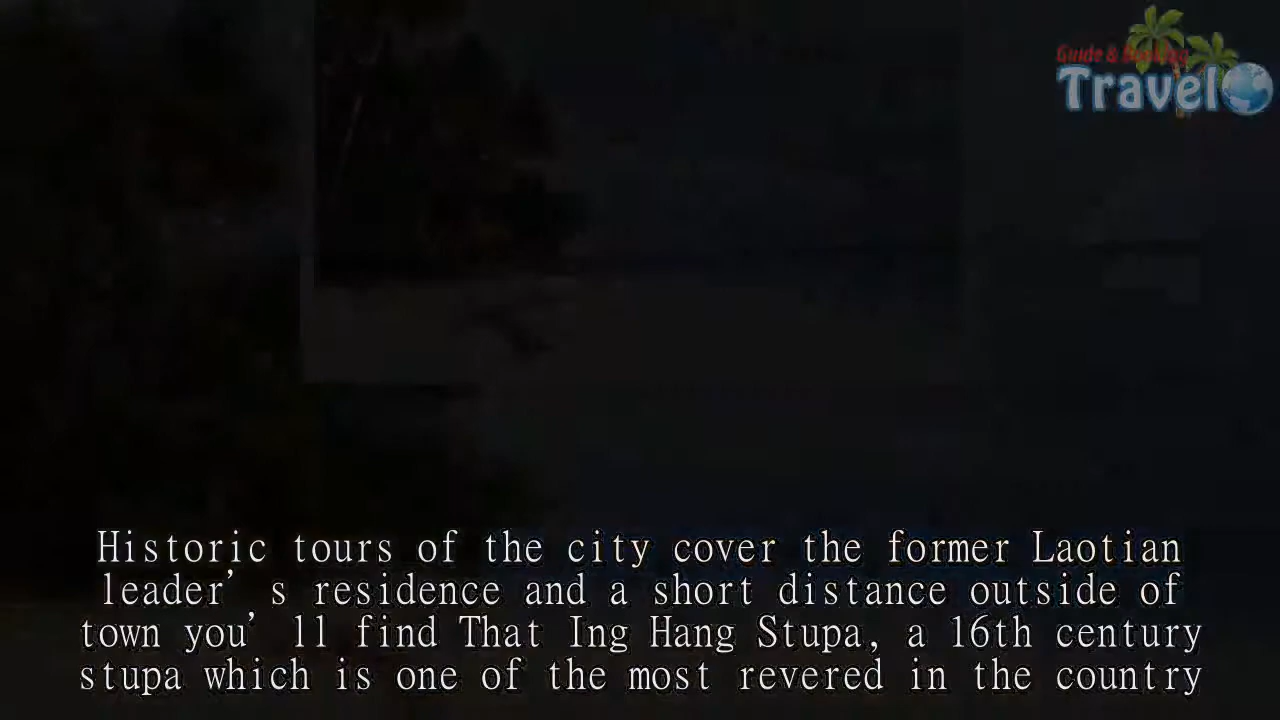 Guide & Booking
Travel
Historic tours of the city cover the former Laotian
leader’s residence and a short distance outside of
town you’ll find That Ing Hang Stupa, a 16th century
stupa which is one of the most revered in the country